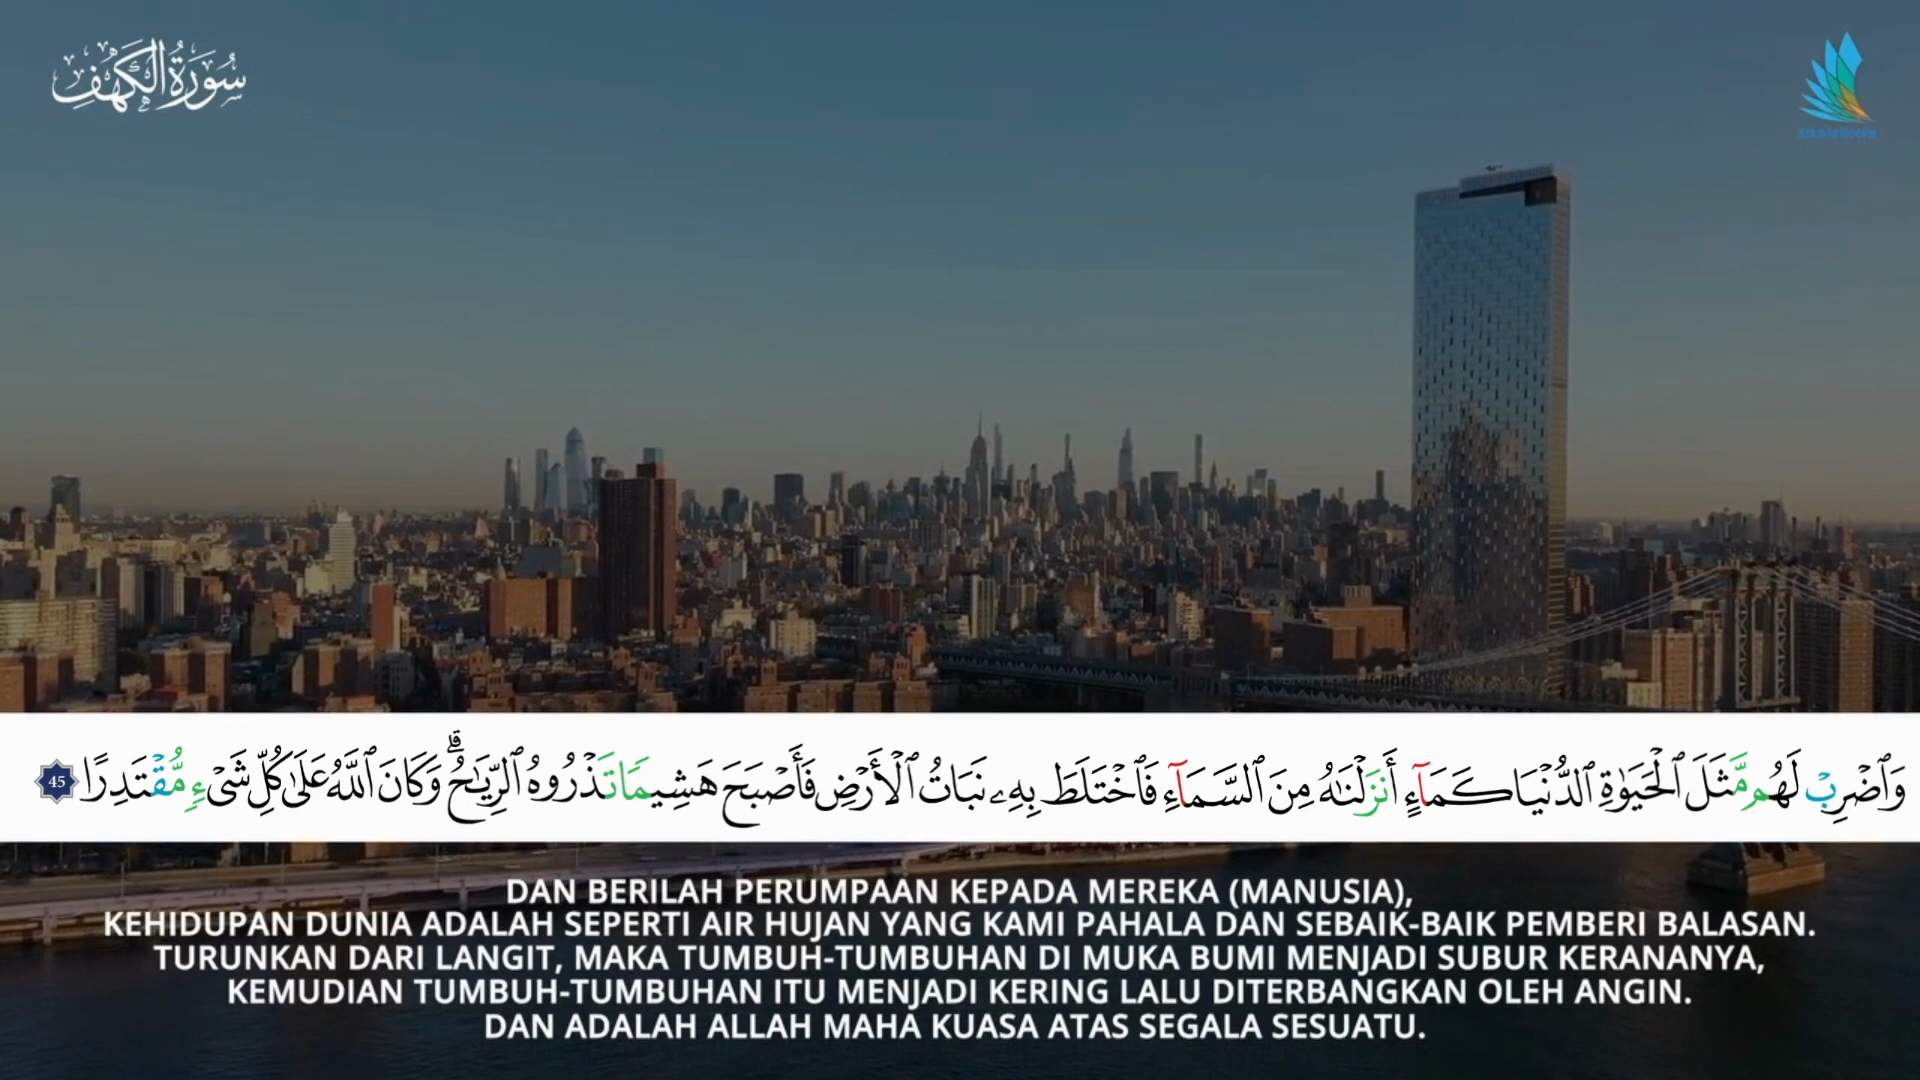 سُورَةُ الكَهْفِ
وَٱضْرِبْ لَهُم مَّثَلَ ٱلْحَيَوٰةِ ٱلدُّنْيَا كَمَآءٍ أَنزَلْنَٰهُ مِنَ ٱلسَّمَآءِ فَٱخْتَلَطَ بِهِۦ نَبَاتُ ٱلْأَرْضِ فَأَصْبَحَ هَشِيمَاتَذْرُوهُ ٱلرِّيَٰحُ ۗ وَكَانَ ٱللَّهُ عَلَىٰ كُلِّ شَىْءٍ مُّقْتَدِرًا 45
DAN BERILAH PERUMPAAN KEPADA MEREKA (MANUSIA),
KEHIDUPAN DUNIA ADALAH SEPERTI AIR HUJAN YANG KAMI PAHALA DAN SEBAIK-BAIK PEMBERI BALASAN.
TURUNKAN DARI LANGIT, MAKA TUMBUH-TUMBUHAN DI MUKA BUMI MENJADI SUBUR KERANANYA,
KEMUDIAN TUMBUH-TUMBUHAN ITU MENJADI KERING LALU DITERBANGKAN OLEH ANGIN.
DAN ADALAH ALLAH MAHA KUASA ATAS SEGALA SESUATU.